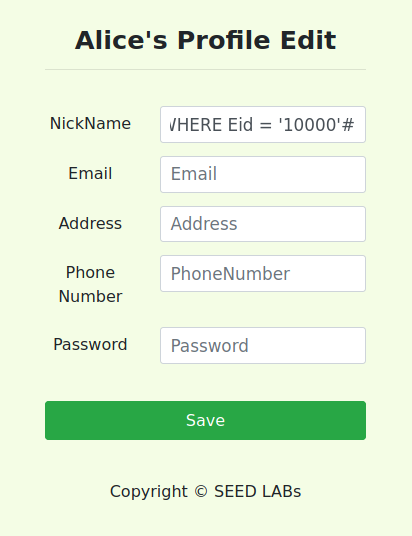 Alice's Profile Edit
NickName
WHERE Eid = '10000'#
Email
Email
Address
Address
Phone
Number
PhoneNumber
Password
Password
Save
Copyright © SEED LABs